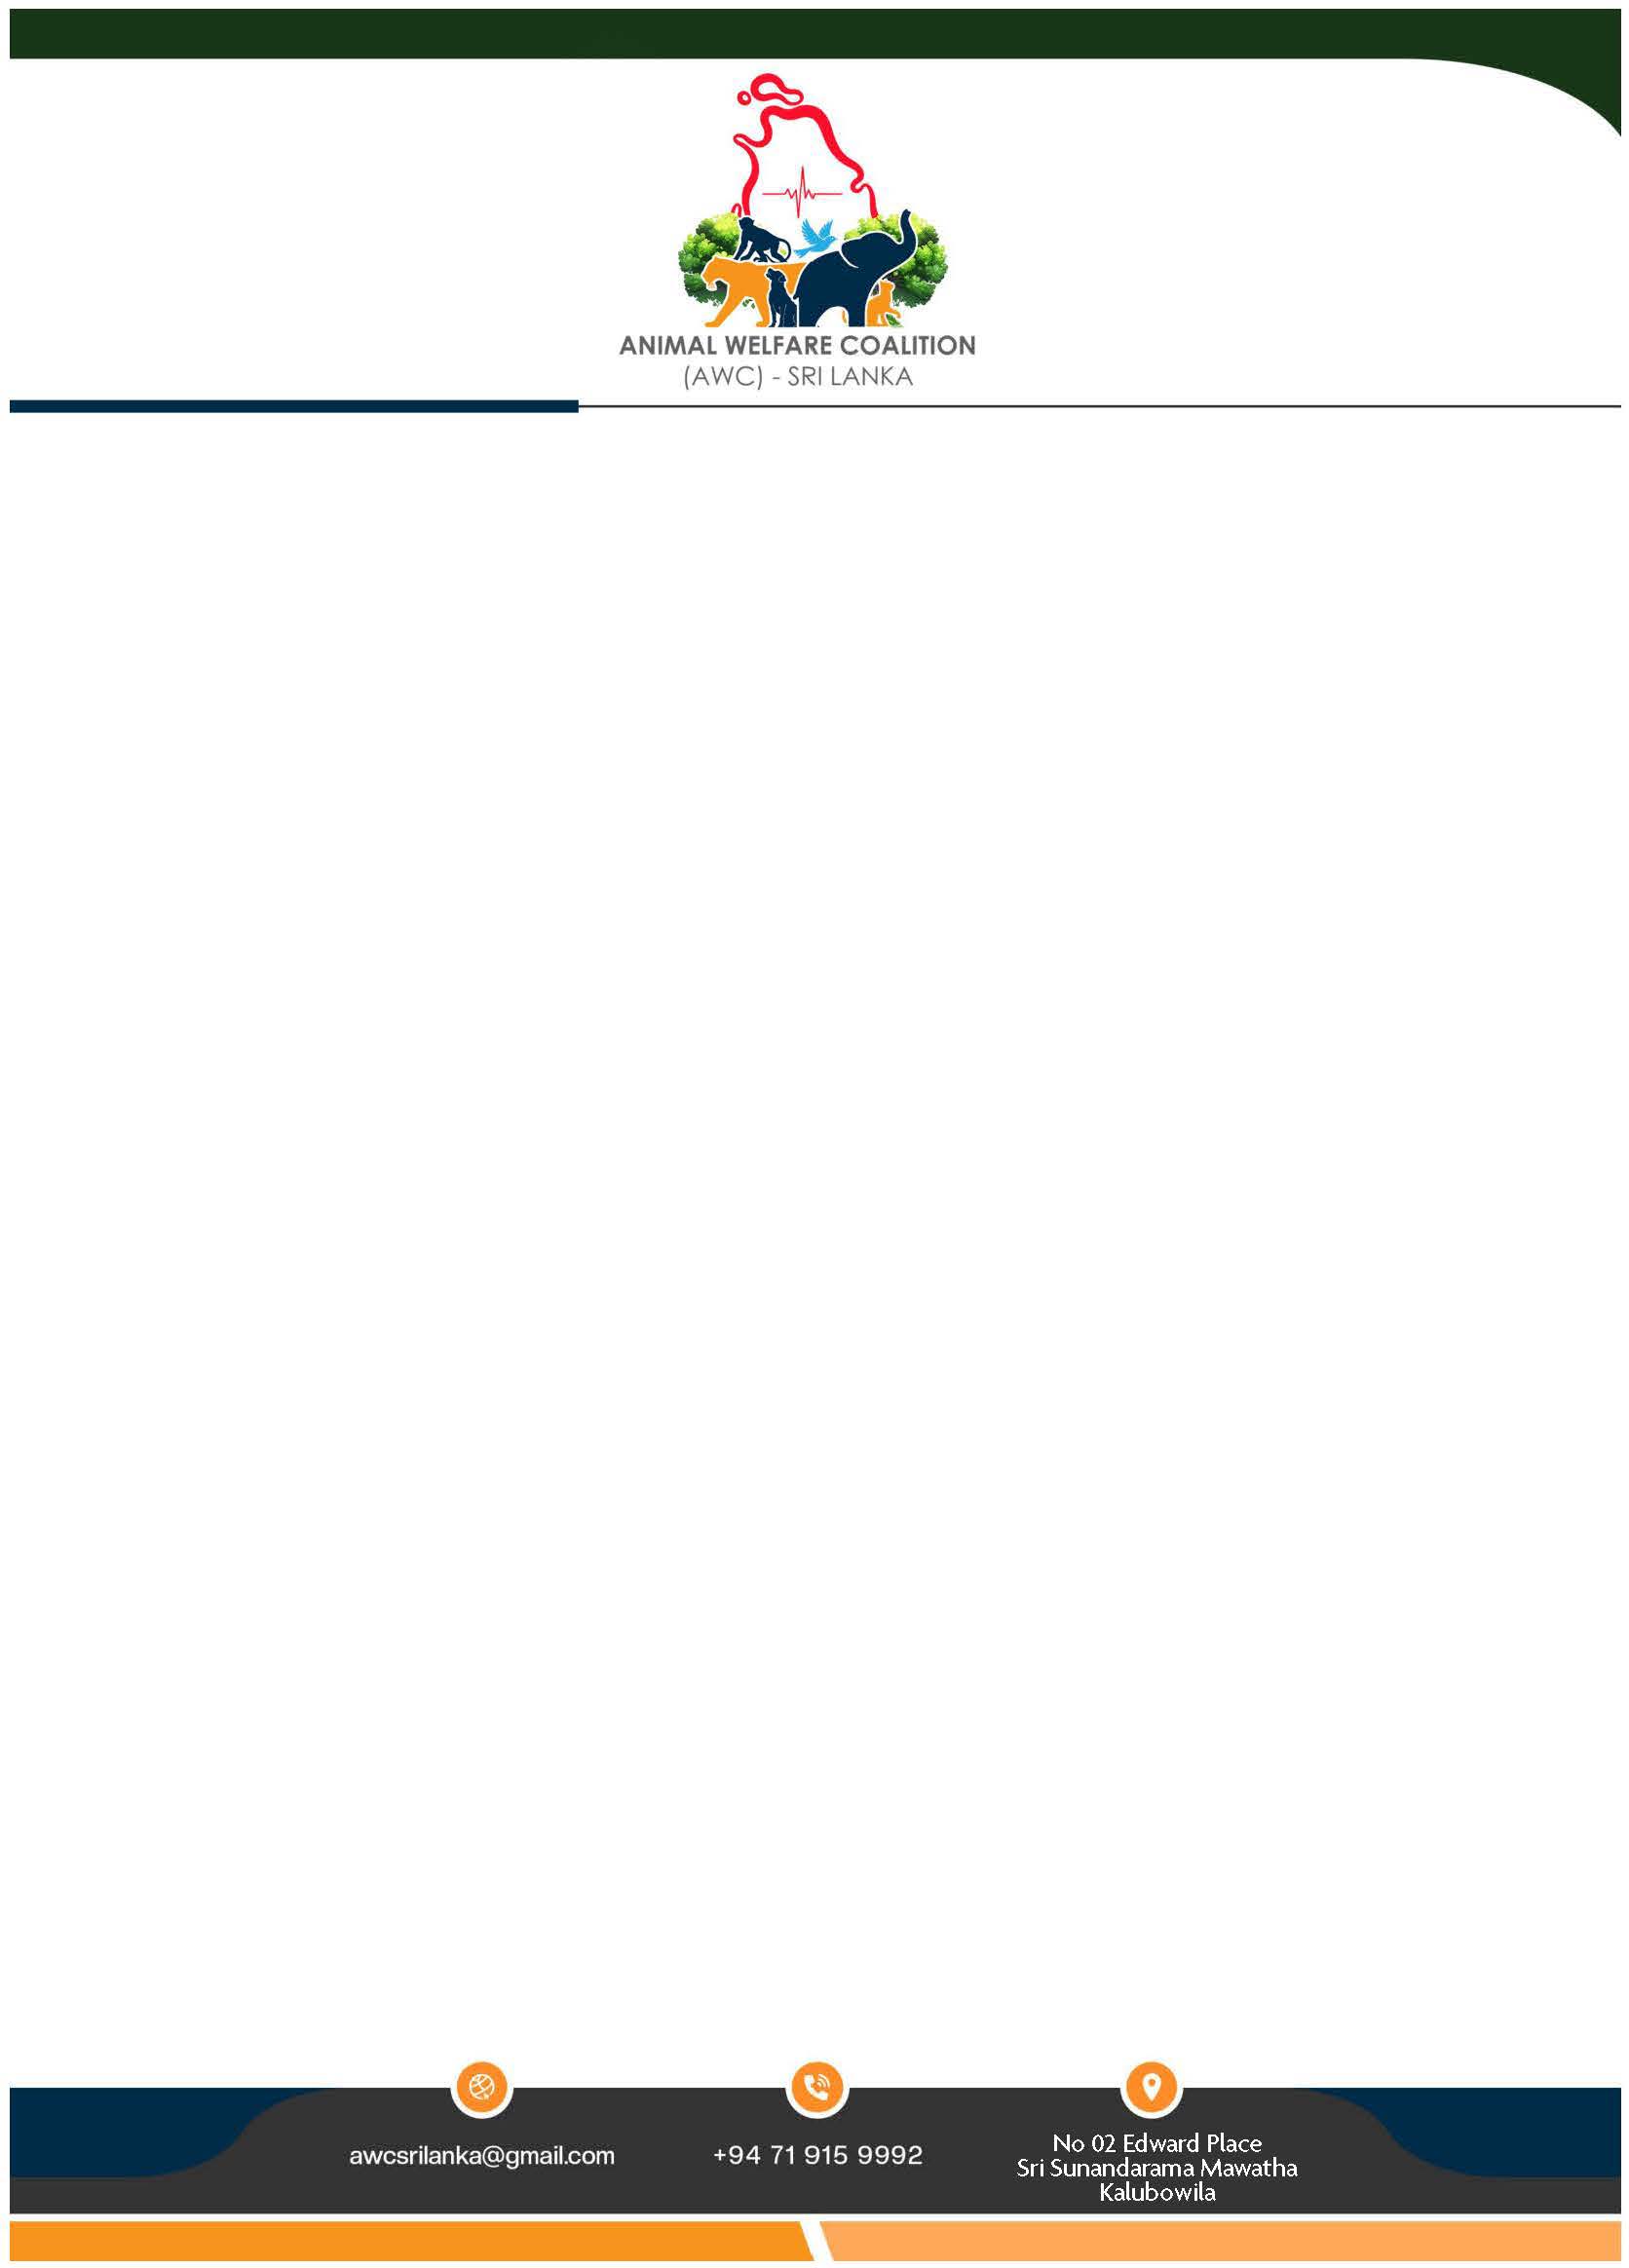 ANIMAL WELFARE COALITION
(AWC) - SRI LANKA
awcsrilanka@gmail.com
+94 71 915 9992
No 02 Edward Place
Sri Sunandarama Mawatha
Kalubowila